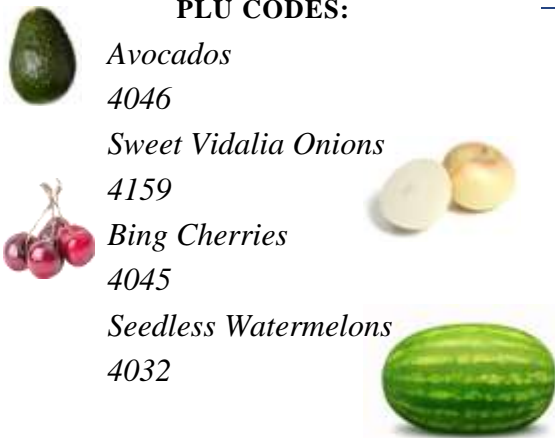 PLU CODES:
Avocados
4046
Sweet Vidalia Onions
4159
Bing Cherries
4045
Seedless Watermelons
4032